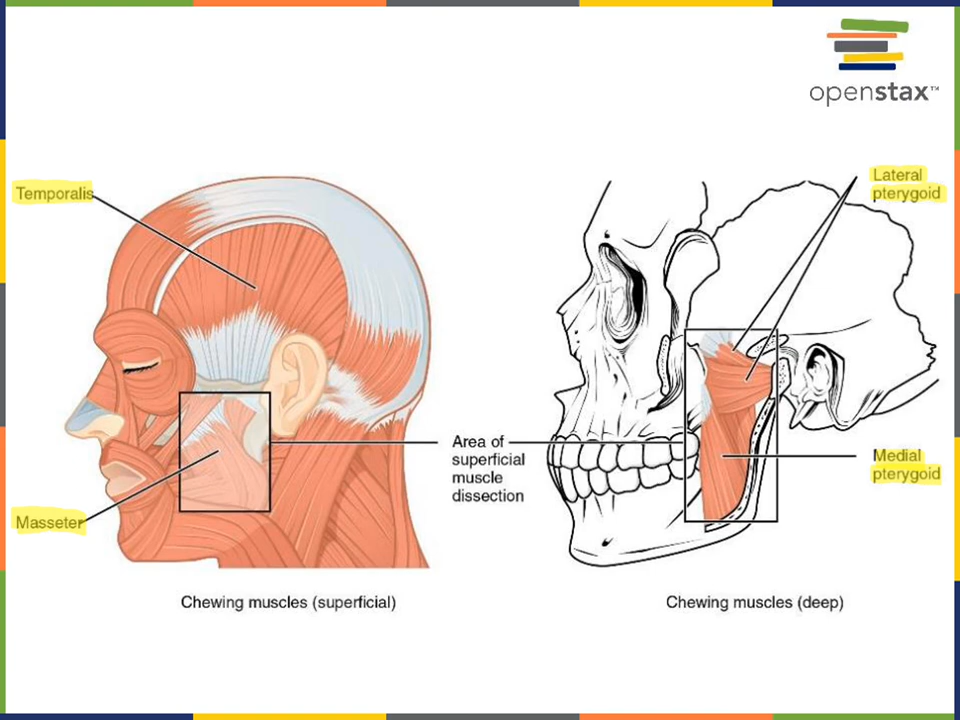 openstax™
Temporalis
Lateral
pterygoid
Area of
superficial
muscle
dissection
Medial
pterygoid
Masseter
Chewing muscles (superficial)
Chewing muscles (deep)